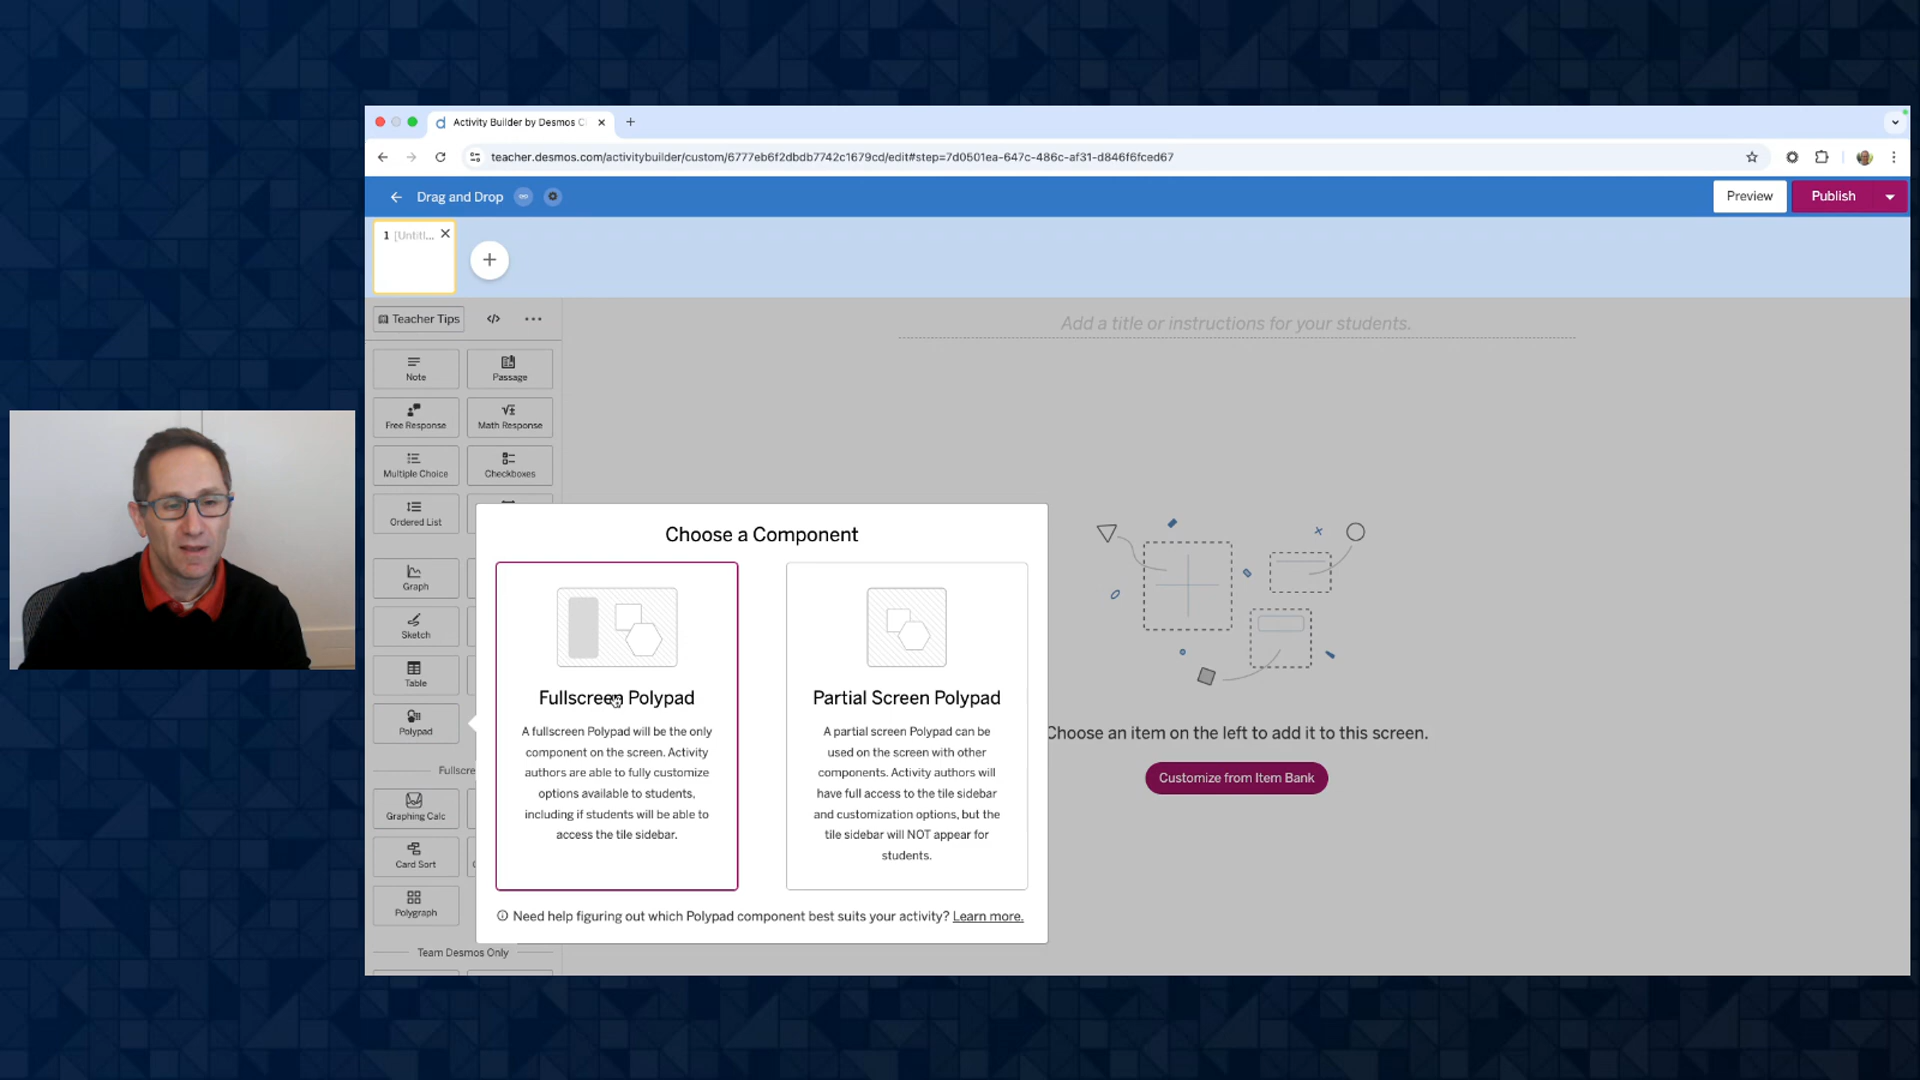 Activity Builder by Desmos C
teacher.desmos.com/activitybuilder/custom/6777eb6f2dbdb7742c1679cd/edit#step=7d0501ea-647c-486c-af31-d846f6fced67
Drag and Drop
Preview
Publish
1 [Untitl...
Teacher Tips
Add a title or instructions for your students.
Note
Passage
Free Response
Math Response
Multiple Choice
Checkboxes
Ordered List
Graph
Sketch
Table
Polypad
Fullscre
Graphing Calc
Card Sort
Polygraph
Team Desmos Only
Choose a Component
Fullscreen Polypad
A fullscreen Polypad will be the only
component on the screen. Activity
authors are able to fully customize
options available to students,
including if students will be able to
access the tile sidebar.
Partial Screen Polypad
A partial screen Polypad can be
used on the screen with other
components. Activity authors will
have full access to the tile sidebar
and customization options, but the
tile sidebar will NOT appear for
students.
Need help figuring out which Polypad component best suits your activity? Learn more.
Choose an item on the left to add it to this screen.
Customize from Item Bank